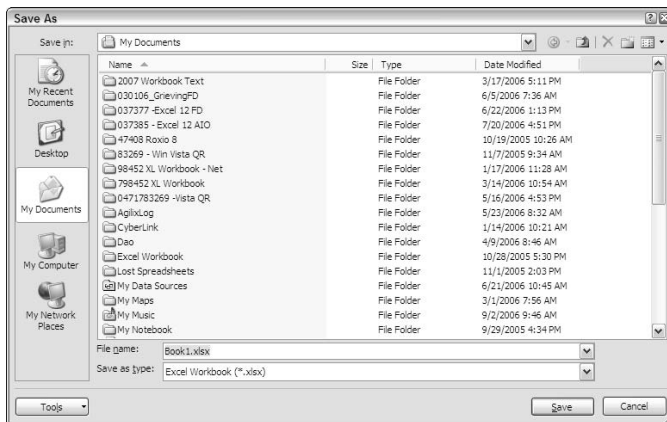 Save As
Save in:
My Documents
My Recent Documents
Desktop
My Documents
My Computer
My Network Places
Name Size Type Date Modified
2007 Workbook Text File Folder 3/17/2006 5:11 PM
030106_GrievingFD File Folder 6/5/2006 7:36 AM
037377 -Excel 12 FD File Folder 6/22/2006 1:13 PM
037385 - Excel 12 AIO File Folder 7/20/2006 4:51 PM
47408 Roxio 8 File Folder 10/19/2005 10:26 AM
83269 - Win Vista QR File Folder 11/7/2005 9:34 AM
98452 XL Workbook - Net File Folder 1/17/2006 11:28 AM
798452 XL Workbook File Folder 3/14/2006 10:54 AM
0471783269 -Vista QR File Folder 5/16/2006 4:53 PM
AgilixLog File Folder 5/23/2006 8:32 AM
CyberLink File Folder 1/14/2006 10:21 AM
Dao File Folder 4/9/2006 8:46 AM
Excel Workbook File Folder 10/28/2005 5:30 PM
Lost Spreadsheets File Folder 11/1/2005 2:03 PM
My Data Sources File Folder 6/21/2006 10:45 AM
My Maps File Folder 3/1/2006 7:56 AM
My Music File Folder 9/2/2006 9:46 AM
My Notebook File Folder 9/29/2005 4:34 PM
File name: Book1.xlsx
Save as type: Excel Workbook (*.xlsx)
Tools Save Cancel